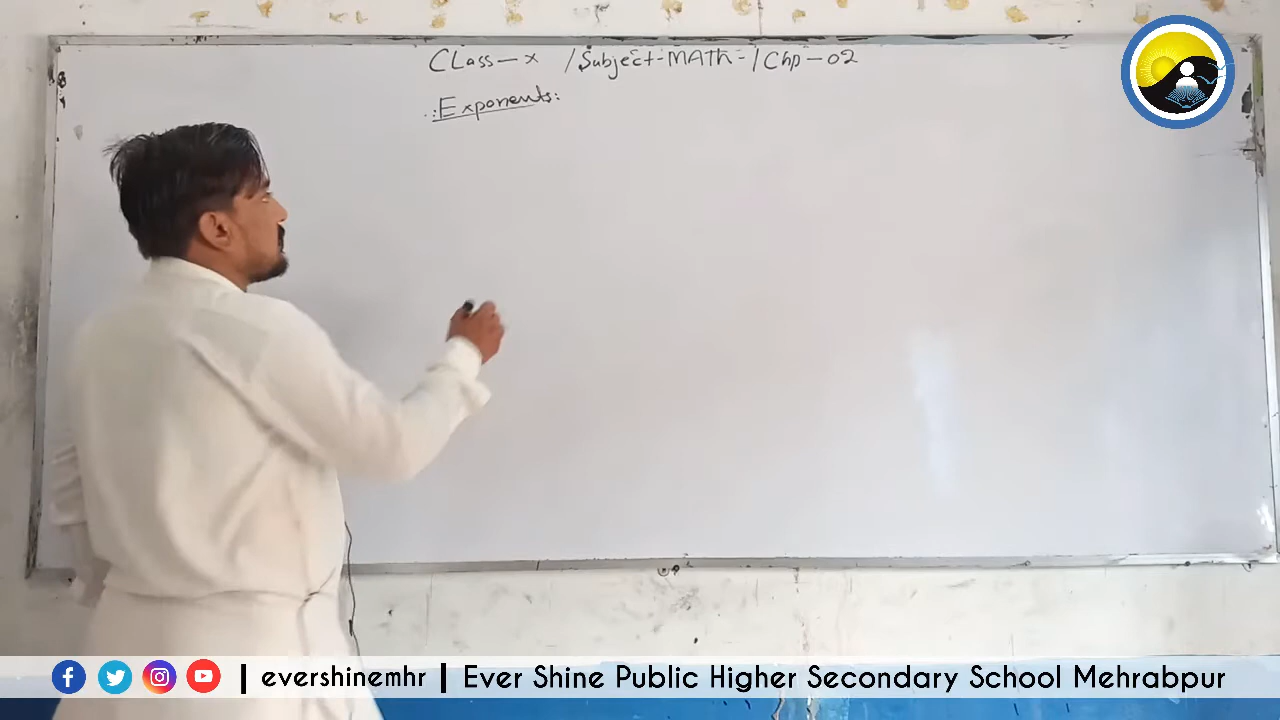 CLass - x / Subject - MATH - / Chp - 02
:Exponents:
| evershinemhr | Ever Shine Public Higher Secondary School Mehrabpur